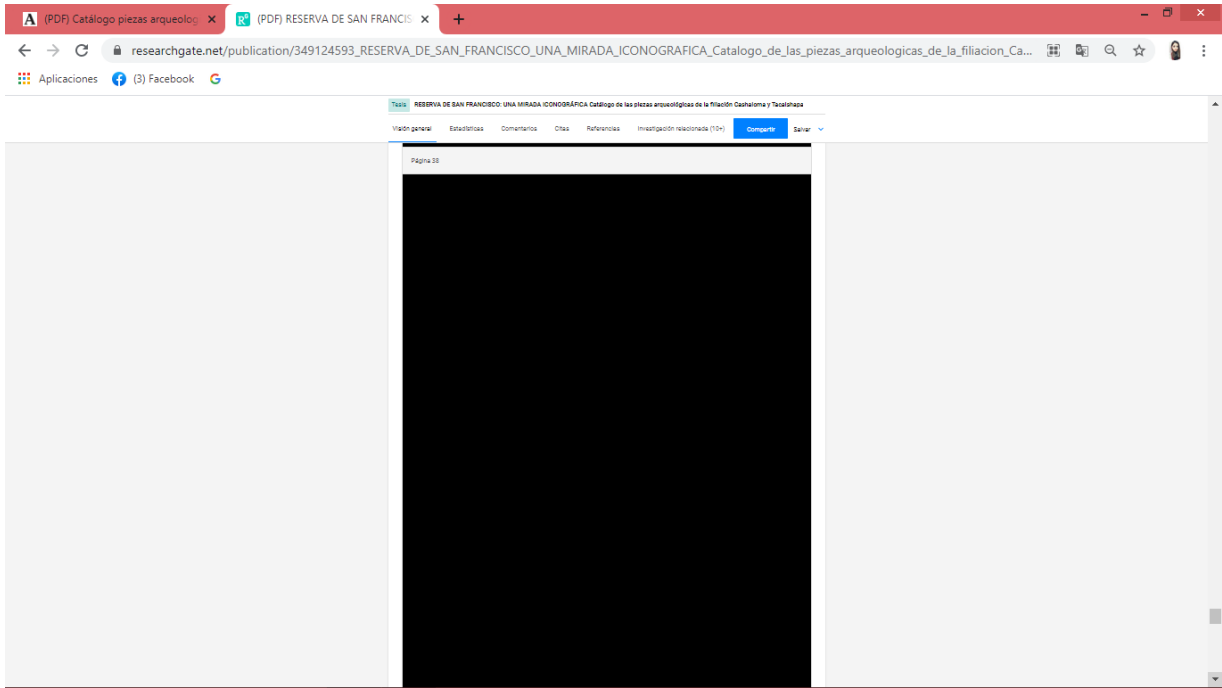 (PDF) Catálogo piezas arqueolog
(PDF) RESERVA DE SAN FRANCIS
researchgate.net/publication/349124593_RESERVA_DE_SAN_FRANCISCO_UNA_MIRADA_ICONOGRAFICA_Catalogo_de_las_piezas_arqueologicas_de_la_filiacion_Ca...
Aplicaciones (3) Facebook
Tesis RESERVA DE SAN FRANCISCO: UNA MIRADA ICONOGRÁFICA Catálogo de las piezas arqueológicas de la filiación Cashaloma y Tacalshapa
Visión general Estadísticas Comentarios Citas Referencias Investigación relacionada (10+) Compartir Salvar
Página 38